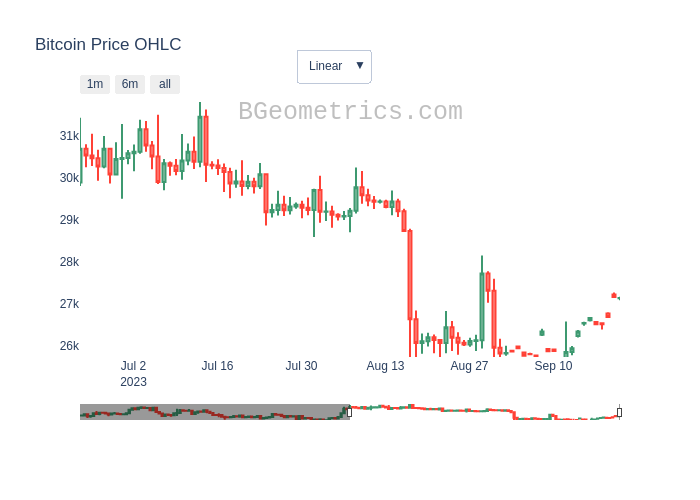 Bitcoin Price OHLC
Linear ▼
1m 6m all
BGeometrics.com
31k
30k
29k
28k
27k
26k
Jul 2 Jul 16 Jul 30 Aug 13 Aug 27 Sep 10
2023